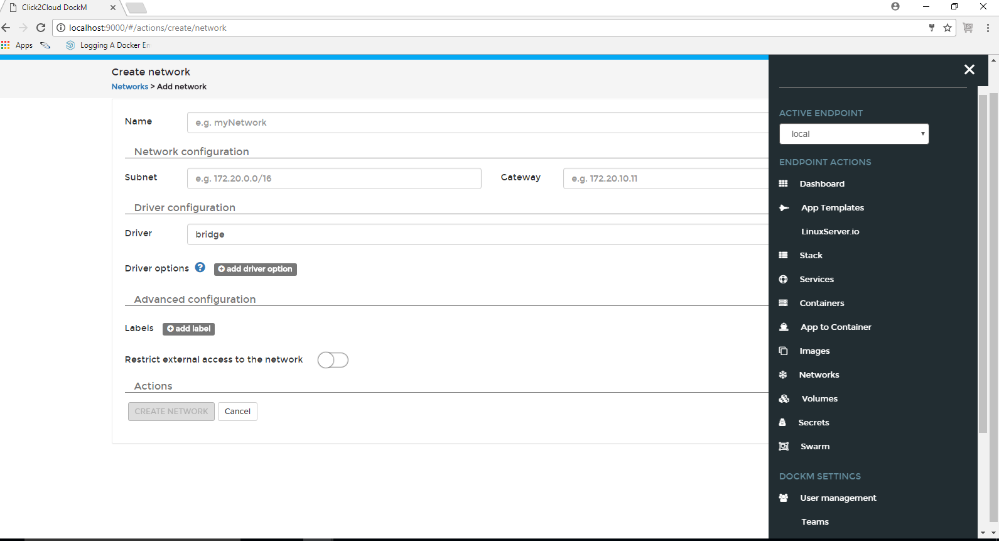 Click2Cloud DockM
localhost:9000/#/actions/create/network
Apps
Logging A Docker En
Create network
Networks > Add network
Name
e.g. myNetwork
Network configuration
Subnet
e.g. 172.20.0.0/16
Gateway
e.g. 172.20.10.11
Driver configuration
Driver
bridge
Driver options
add driver option
Advanced configuration
Labels
add label
Restrict external access to the network
Actions
CREATE NETWORK
Cancel
ACTIVE ENDPOINT
local
ENDPOINT ACTIONS
Dashboard
App Templates
LinuxServer.io
Stack
Services
Containers
App to Container
Images
Networks
Volumes
Secrets
Swarm
DOCKM SETTINGS
User management
Teams